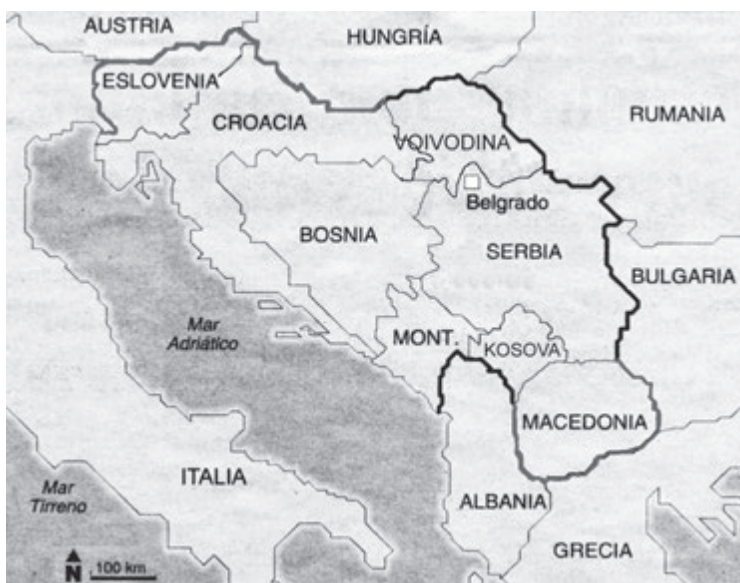 AUSTRIA
HUNGRÍA
ESLOVENIA
CROACIA
VOIVODINA
RUMANIA
Belgrado
BOSNIA
SERBIA
BULGARIA
Mar
Adriático
MONT.
KOSOVA
MACEDONIA
ITALIA
ALBANIA
Mar
Tirreno
GRECIA
N 100 km